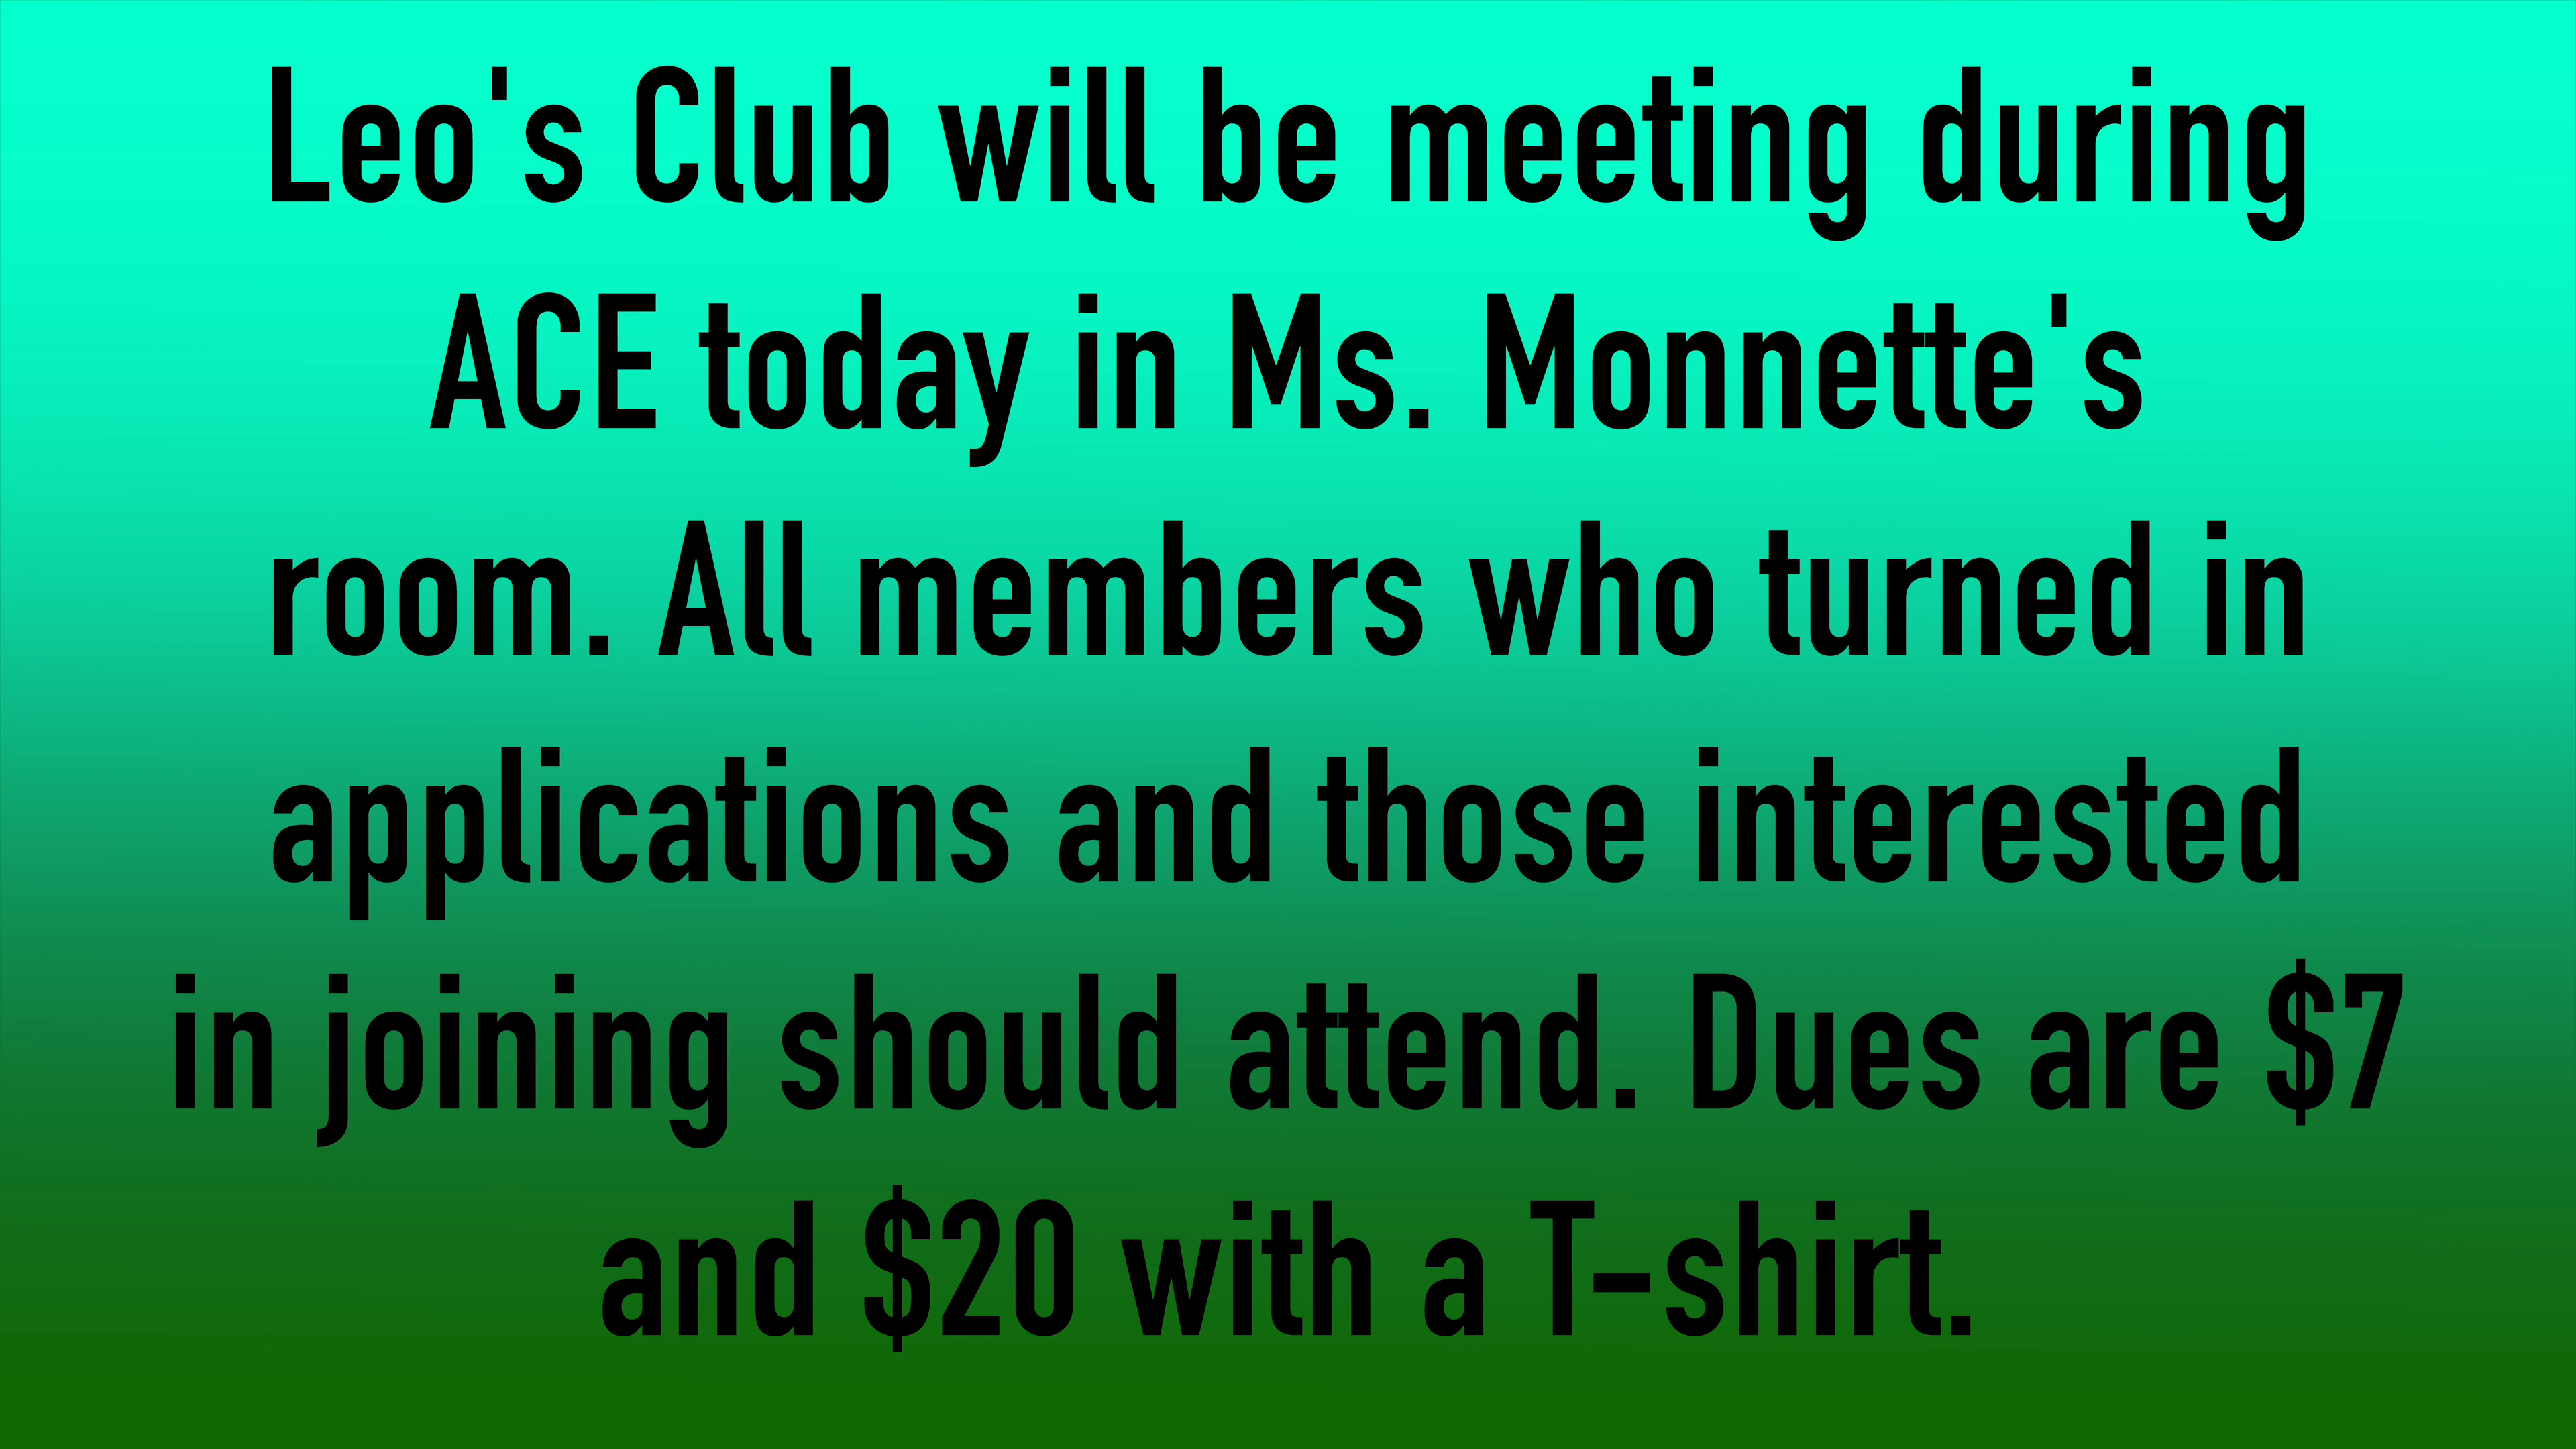 Leo's Club will be meeting during
ACE today in Ms. Monnette's
room. All members who turned in
applications and those interested
in joining should attend. Dues are $7
and $20 with a T-shirt.